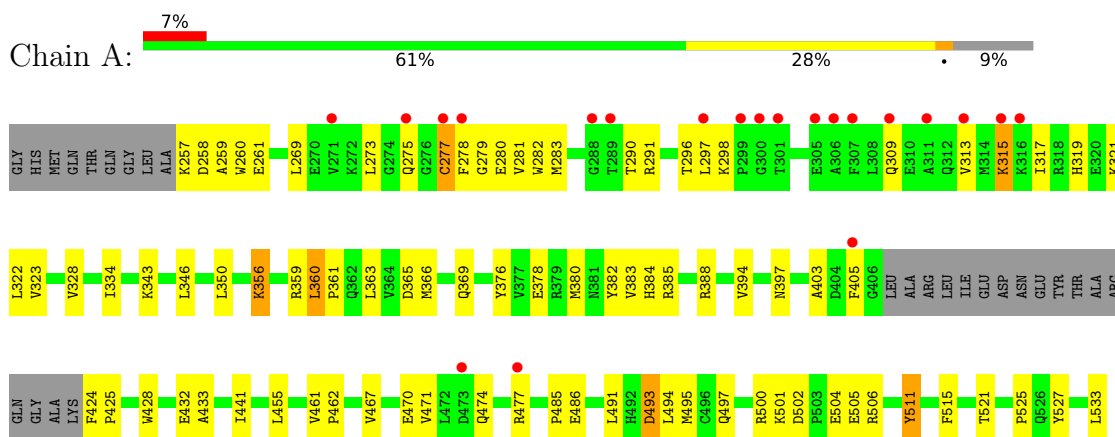 7%
Chain A:
61% 28% • 9%
GLY HIS MET GLN THR GLN GLY LEU ALA K257 D258 A259 W260 E261 L269 E270 V271 K272 L273 G274 Q275 G276 C277 F278 G279 E280 V281 W282 M283 G288 T289 T290 R291 T296 L297 K298 P299 G300 T301 E305 A306 F307 L308 Q309 E310 A311 Q312 V313 M314 K315 K316 I317 R318 H319 E320 K321
L322 V323 V328 I334 K343 L346 L350 K356 R359 L360 P361 Q362 L363 V364 D365 M366 Q369 Y376 V377 E378 R379 M380 N381 Y382 V383 H384 R385 R388 V394 N397 A403 D404 F405 G406 LEU ALA ARG LEU ILE GLU ASP ASN GLU TYR THR THR ALA ARG
GLN GLY ALA LYS F424 P425 W428 E432 A433 I441 L455 V461 P462 V467 E470 V471 L472 D473 Q474 R477 P485 E486 L491 H492 D493 L494 M495 C496 Q497 R500 K501 D502 P503 E504 E505 R506 Y511 F515 T521 P525 Q526 Y527 L533